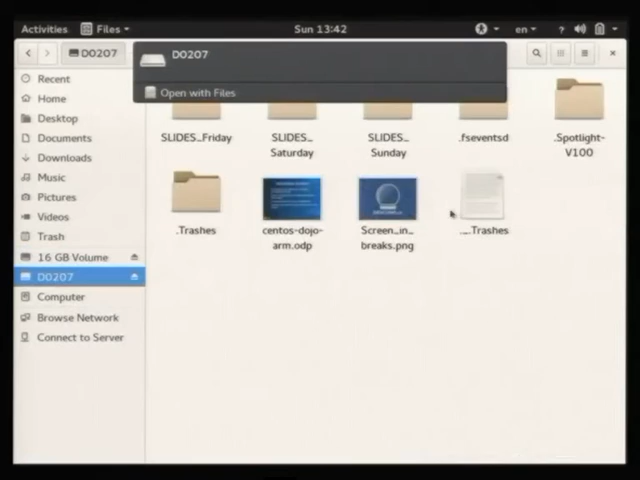 Activities Files Sun 13:42 en ?
D0207
D0207
Open with Files
Recent
Home
Desktop
Documents
Downloads
Music
Pictures
Videos
Trash
16 GB Volume
D0207
Computer
Browse Network
Connect to Server
SLIDES_Friday
SLIDES_
Saturday
SLIDES_
Sunday
.fseventsd
.Spotlight-
V100
.Trashes
centos-dojo-
arm.odp
Screen_in_
breaks.png
._.Trashes